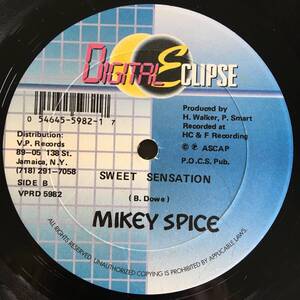 DIGITAL ECLIPSE
0 54645-5982-1 7
Produced by
H. Walker, P. Smart
Recorded at
HC & F Recording
Distribution:
V.P. Records
89-05 138 St.
Jamaica, N.Y.
(718) 291-7058
SIDE B
VPRD 5982
© ℗ ASCAP
P.O.C.S. Pub.
SWEET SENSATION
(B. Dowe)
MIKEY SPICE
ALL RIGHTS RESERVED UNAUTHORIZED COPYING IS PROHIBITED BY APPLICABLE LAWS.